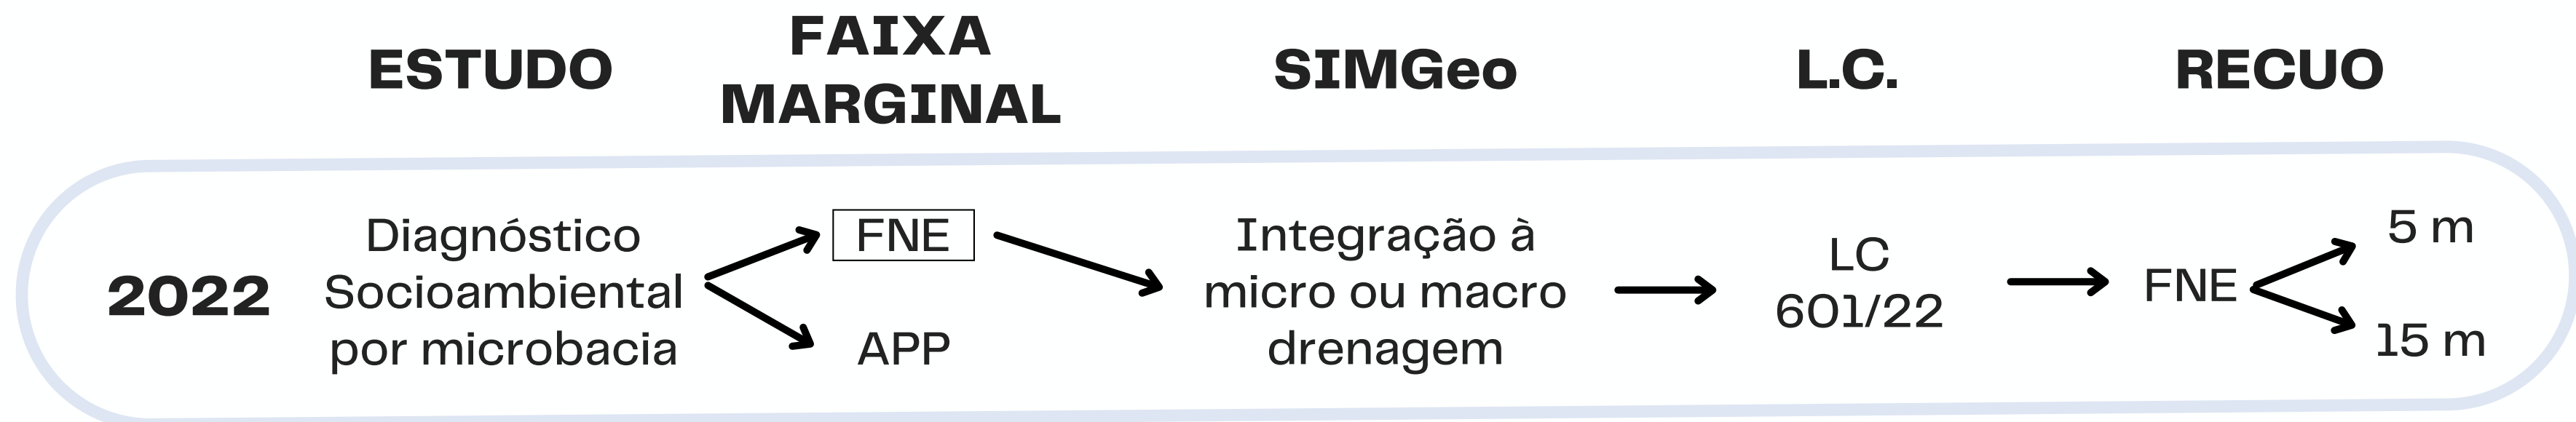 ESTUDO
FAIXA
MARGINAL
SIMGeo
L.C.
RECUO
2022
Diagnóstico
Socioambiental
por microbacia
FNE
APP
Integração à
micro ou macro
drenagem
LC
601/22
FNE
5 m
15 m